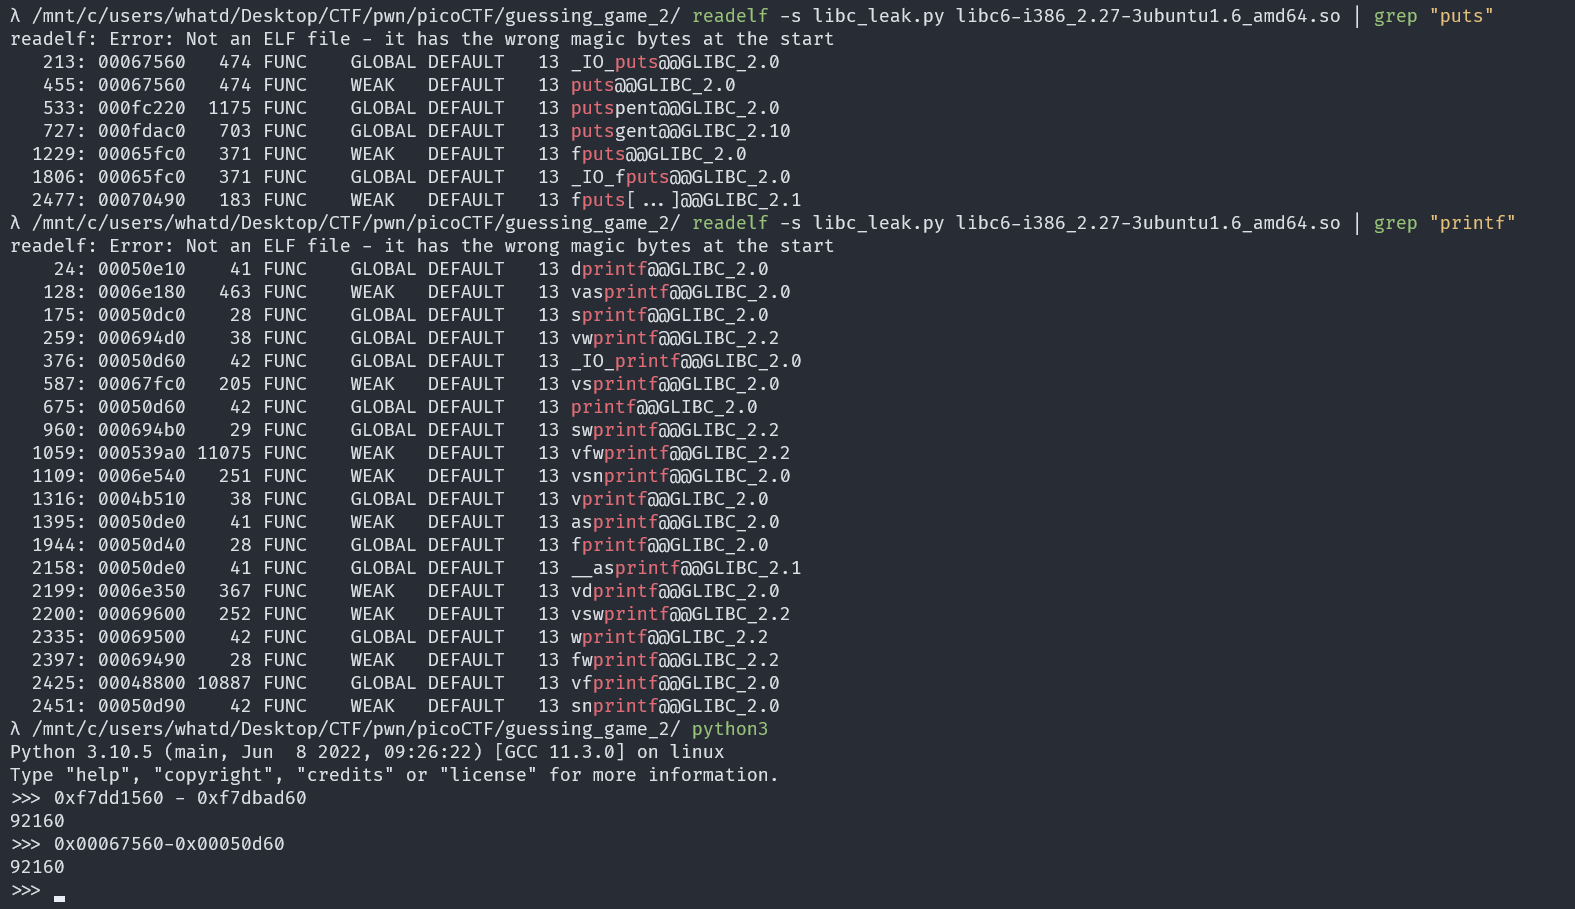 λ /mnt/c/users/whatd/Desktop/CTF/pwn/picoCTF/guessing_game_2/ readelf -s libc_leak.py libc6-i386_2.27-3ubuntu1.6_amd64.so | grep "puts"
readelf: Error: Not an ELF file - it has the wrong magic bytes at the start
   213: 00067560   474 FUNC    GLOBAL DEFAULT   13 _IO_puts@@GLIBC_2.0
   455: 00067560   474 FUNC    WEAK   DEFAULT   13 puts@@GLIBC_2.0
   533: 000fc220  1175 FUNC    GLOBAL DEFAULT   13 putspent@@GLIBC_2.0
   727: 000fdac0   703 FUNC    GLOBAL DEFAULT   13 putsgent@@GLIBC_2.10
  1229: 00065fc0   371 FUNC    WEAK   DEFAULT   13 fputs@@GLIBC_2.0
  1806: 00065fc0   371 FUNC    GLOBAL DEFAULT   13 _IO_fputs@@GLIBC_2.0
  2477: 00070490   183 FUNC    WEAK   DEFAULT   13 fputs[...]@@GLIBC_2.1
λ /mnt/c/users/whatd/Desktop/CTF/pwn/picoCTF/guessing_game_2/ readelf -s libc_leak.py libc6-i386_2.27-3ubuntu1.6_amd64.so | grep "printf"
readelf: Error: Not an ELF file - it has the wrong magic bytes at the start
    24: 00050e10    41 FUNC    GLOBAL DEFAULT   13 dprintf@@GLIBC_2.0
   128: 0006e180   463 FUNC    WEAK   DEFAULT   13 vasprintf@@GLIBC_2.0
   175: 00050dc0    28 FUNC    GLOBAL DEFAULT   13 sprintf@@GLIBC_2.0
   259: 000694d0    38 FUNC    GLOBAL DEFAULT   13 vwprintf@@GLIBC_2.2
   376: 00050d60    42 FUNC    GLOBAL DEFAULT   13 _IO_printf@@GLIBC_2.0
   587: 00067fc0   205 FUNC    WEAK   DEFAULT   13 vsprintf@@GLIBC_2.0
   675: 00050d60    42 FUNC    GLOBAL DEFAULT   13 printf@@GLIBC_2.0
   960: 000694b0    29 FUNC    GLOBAL DEFAULT   13 swprintf@@GLIBC_2.2
  1059: 000539a0 11075 FUNC    WEAK   DEFAULT   13 vfwprintf@@GLIBC_2.2
  1109: 0006e540   251 FUNC    WEAK   DEFAULT   13 vsnprintf@@GLIBC_2.0
  1316: 0004b510    38 FUNC    GLOBAL DEFAULT   13 vprintf@@GLIBC_2.0
  1395: 00050de0    41 FUNC    WEAK   DEFAULT   13 asprintf@@GLIBC_2.0
  1944: 00050d40    28 FUNC    GLOBAL DEFAULT   13 fprintf@@GLIBC_2.0
  2158: 00050de0    41 FUNC    GLOBAL DEFAULT   13 __asprintf@@GLIBC_2.1
  2199: 0006e350   367 FUNC    WEAK   DEFAULT   13 vdprintf@@GLIBC_2.0
  2200: 00069600   252 FUNC    WEAK   DEFAULT   13 vswprintf@@GLIBC_2.2
  2335: 00069500    42 FUNC    GLOBAL DEFAULT   13 wprintf@@GLIBC_2.2
  2397: 00069490    28 FUNC    WEAK   DEFAULT   13 fwprintf@@GLIBC_2.2
  2425: 00048800 10887 FUNC    GLOBAL DEFAULT   13 vfprintf@@GLIBC_2.0
  2451: 00050d90    42 FUNC    WEAK   DEFAULT   13 snprintf@@GLIBC_2.0
λ /mnt/c/users/whatd/Desktop/CTF/pwn/picoCTF/guessing_game_2/ python3
Python 3.10.5 (main, Jun  8 2022, 09:26:22) [GCC 11.3.0] on linux
Type "help", "copyright", "credits" or "license" for more information.
>>> 0xf7dd1560 - 0xf7dbad60
92160
>>> 0x00067560-0x00050d60
92160
>>>